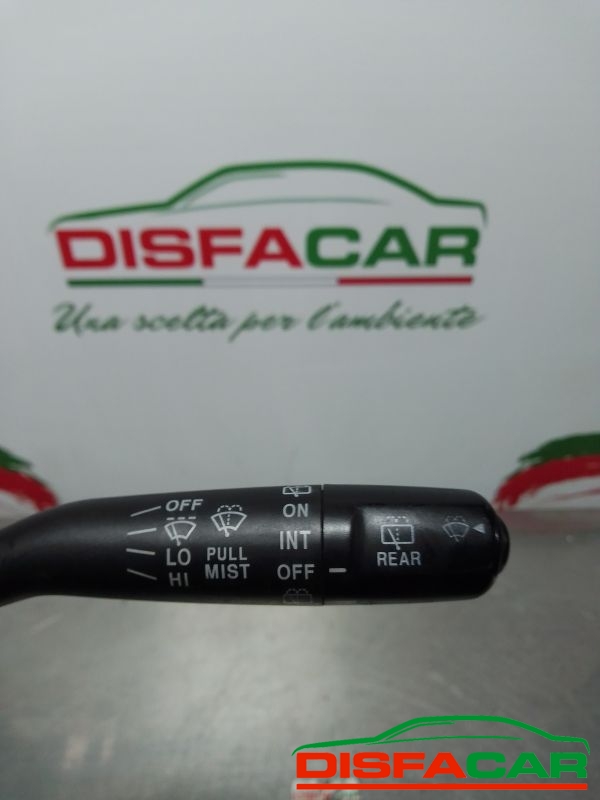 DISFACAR
Una scelta per l'ambiente
OFF
LO
HI
PULL
MIST
ON
INT
OFF
REAR
DISFACAR